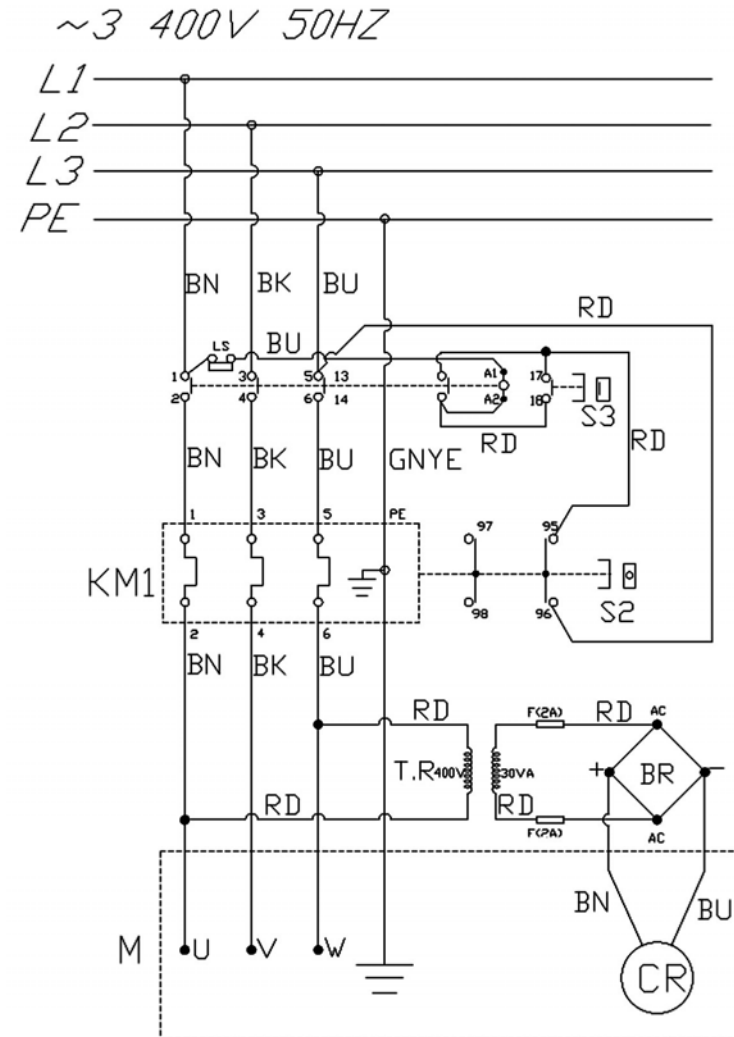 ~3 400V 50HZ
L1
L2
L3
PE
BN BK BU RD
LS BU
1 3 5 13 A1 17
2 4 6 14 A2 18 S3
RD RD
BN BK BU GNYE
1 3 5 PE 97 95
KM1
98 96 S2
2 4 6
BN BK BU
RD F(2A) RD AC
T.R 400V 30VA + BR -
RD RD
F(2A) AC
BN BU
M U V W
CR